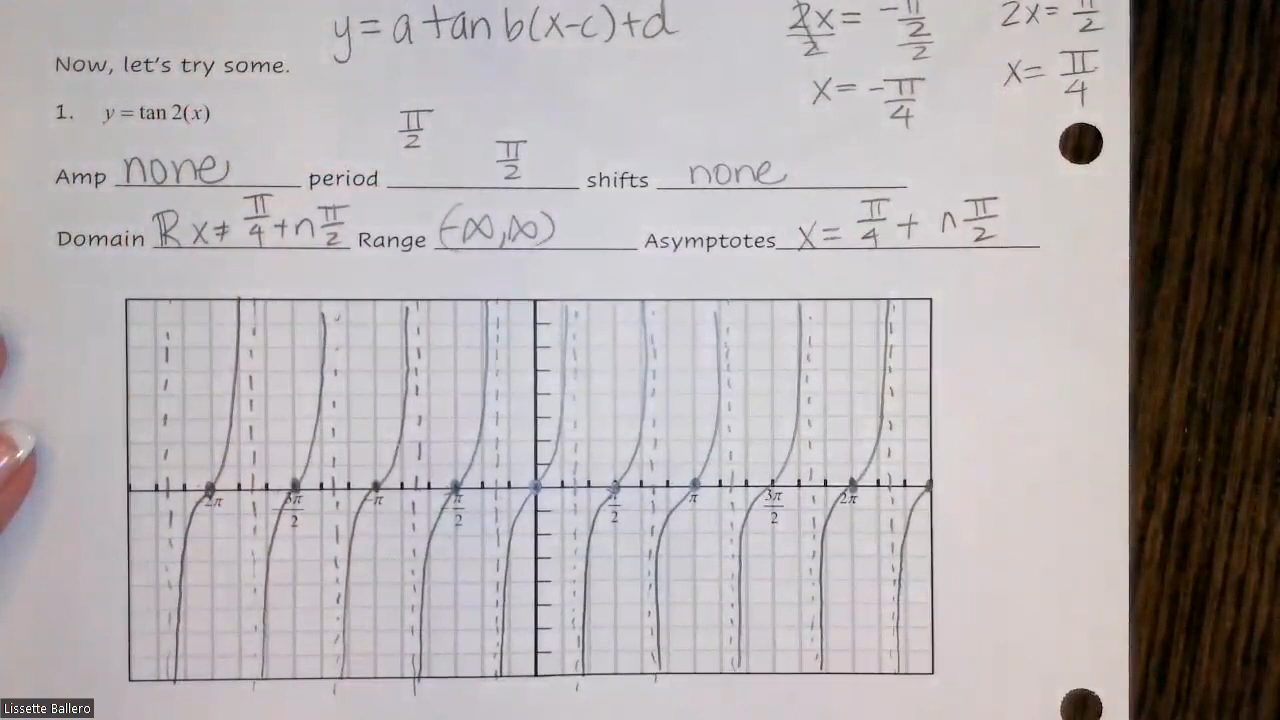 y = a tan b(x-c)+d
2x/2 = -π/2/2
x = -π/4
2x = π/2
x = π/4
Now, let's try some.
1. y = tan 2(x)
π/2
Amp none period π/2 shifts none
Domain ℝ x ≠ π/4 + n π/2 Range (-∞,∞) Asymptotes x = π/4 + n π/2
-2π -3π/2 -π -π/2 π/2 π 3π/2 2π
Lissette Ballero